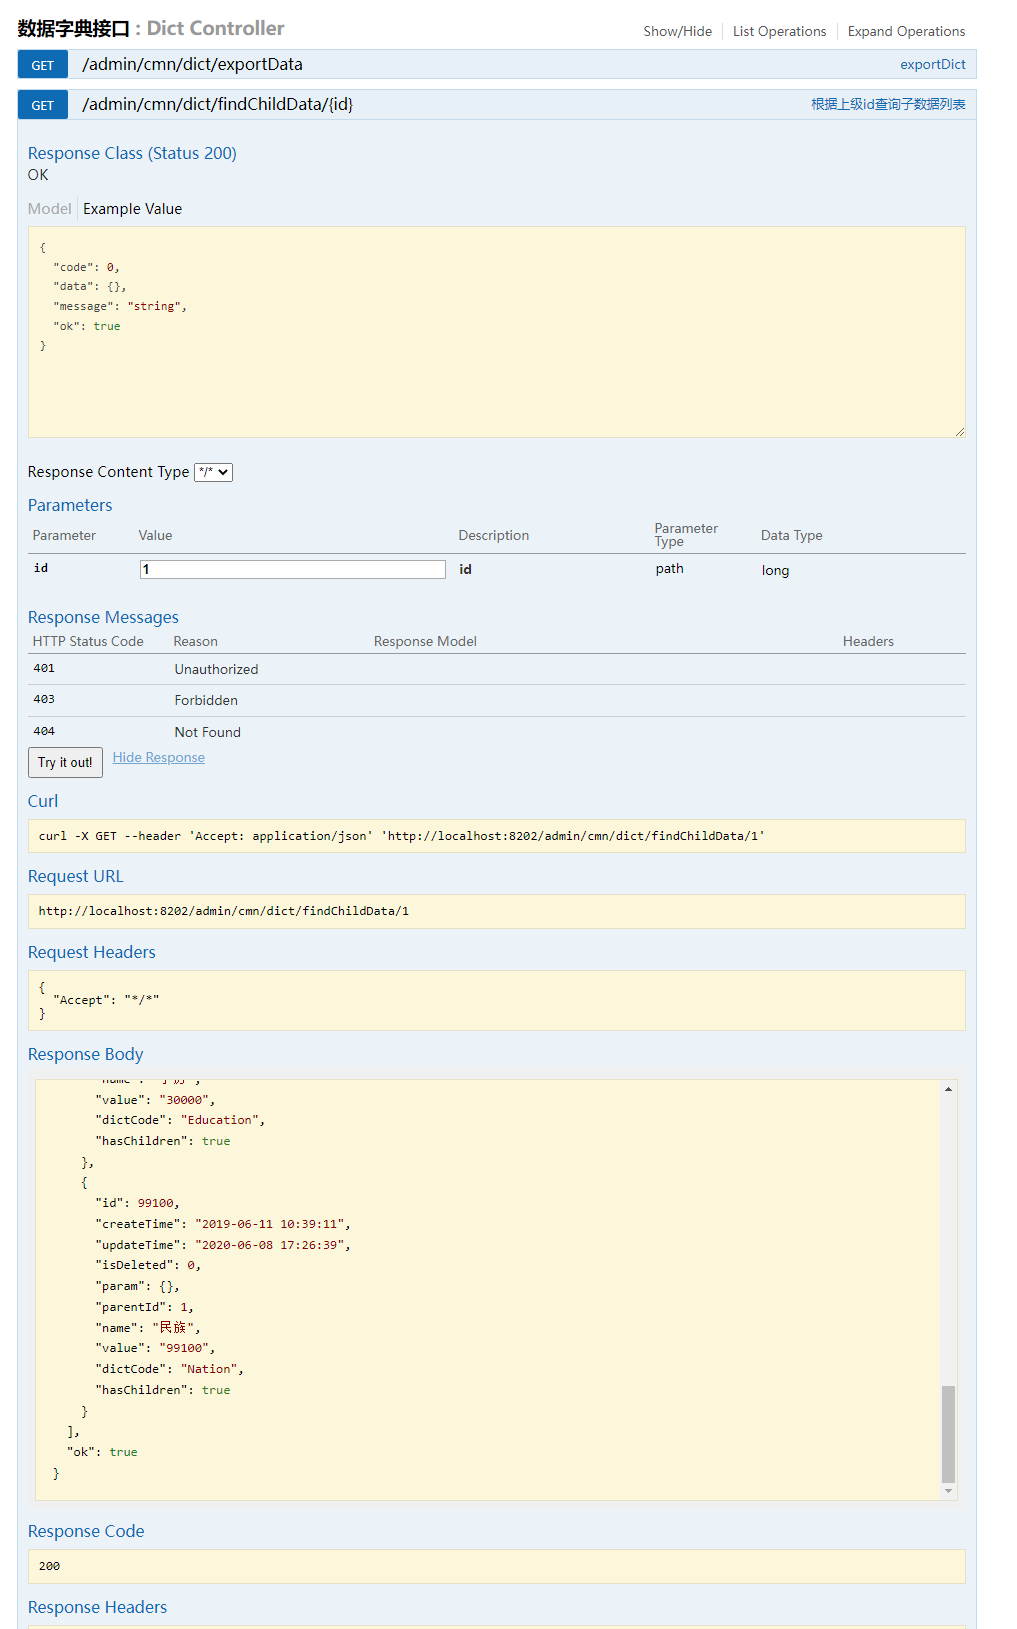 数据字典接口 : Dict Controller
Show/Hide
List Operations
Expand Operations
GET /admin/cmn/dict/exportData exportDict
GET /admin/cmn/dict/findChildData/{id} 根据上级id查询子数据列表
Response Class (Status 200)
OK
Model Example Value
{
"code": 0,
"data": {},
"message": "string",
"ok": true
}
Response Content Type */*
Parameters
Parameter Value Description Parameter Type Data Type
id 1 id path long
Response Messages
HTTP Status Code Reason Response Model Headers
401 Unauthorized
403 Forbidden
404 Not Found
Try it out! Hide Response
Curl
curl -X GET --header 'Accept: application/json' 'http://localhost:8202/admin/cmn/dict/findChildData/1'
Request URL
http://localhost:8202/admin/cmn/dict/findChildData/1
Request Headers
{
"Accept": "*/*"
}
Response Body
"value": "30000",
"dictCode": "Education",
"hasChildren": true
},
{
"id": 99100,
"createTime": "2019-06-11 10:39:11",
"updateTime": "2020-06-08 17:26:39",
"isDeleted": 0,
"param": {},
"parentId": 1,
"name": "民族",
"value": "99100",
"dictCode": "Nation",
"hasChildren": true
}
],
"ok": true
}
Response Code
200
Response Headers